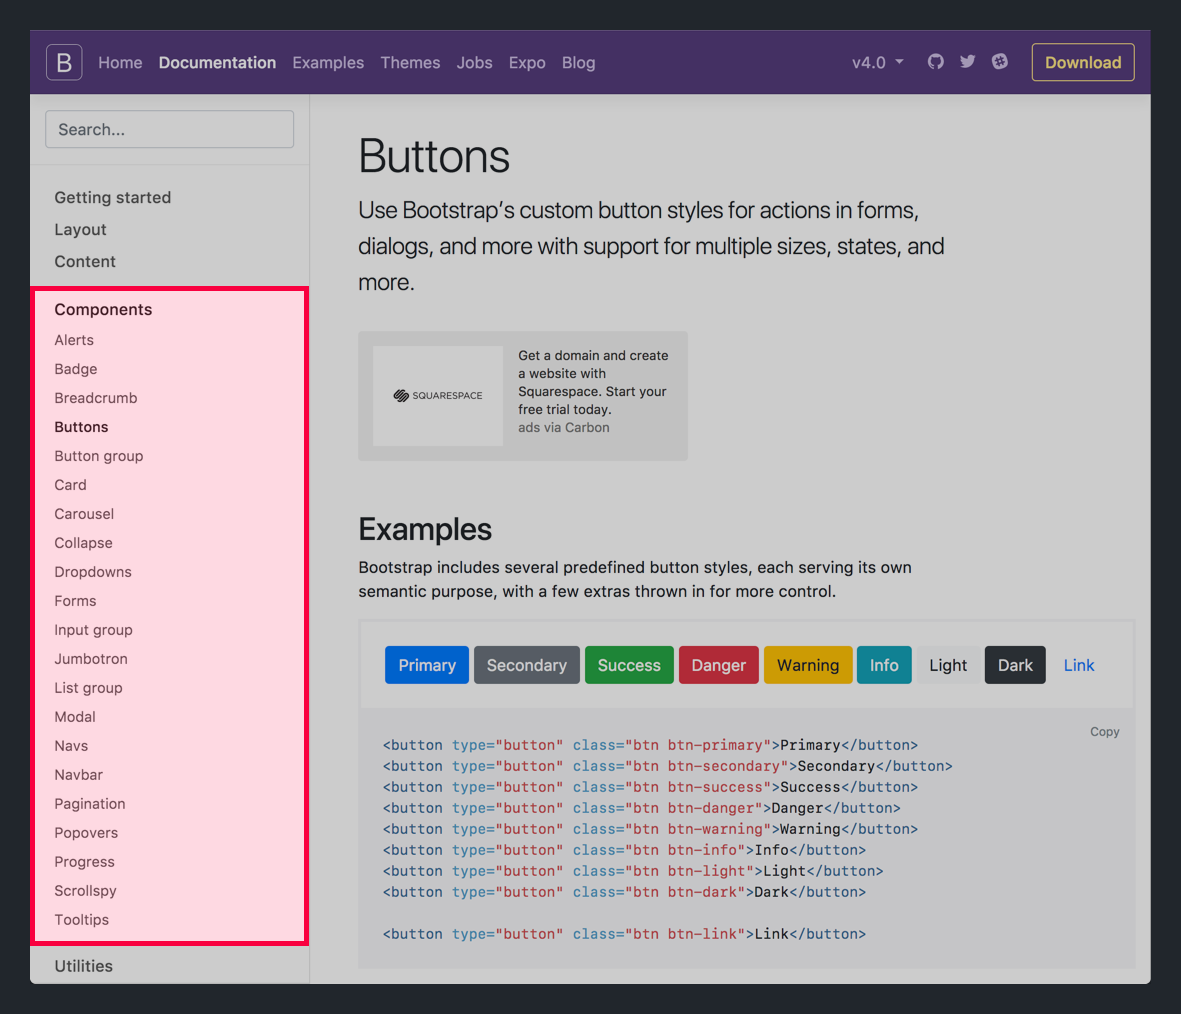 B Home Documentation Examples Themes Jobs Expo Blog v4.0 Download
Search...
Getting started
Layout
Content
Components
Alerts
Badge
Breadcrumb
Buttons
Button group
Card
Carousel
Collapse
Dropdowns
Forms
Input group
Jumbotron
List group
Modal
Navs
Navbar
Pagination
Popovers
Progress
Scrollspy
Tooltips
Utilities
Buttons
Use Bootstrap's custom button styles for actions in forms,
dialogs, and more with support for multiple sizes, states, and
more.
SQUARESPACE
Get a domain and create
a website with
Squarespace. Start your
free trial today.
ads via Carbon
Examples
Bootstrap includes several predefined button styles, each serving its own
semantic purpose, with a few extras thrown in for more control.
Primary Secondary Success Danger Warning Info Light Dark Link
Copy
<button type="button" class="btn btn-primary">Primary</button>
<button type="button" class="btn btn-secondary">Secondary</button>
<button type="button" class="btn btn-success">Success</button>
<button type="button" class="btn btn-danger">Danger</button>
<button type="button" class="btn btn-warning">Warning</button>
<button type="button" class="btn btn-info">Info</button>
<button type="button" class="btn btn-light">Light</button>
<button type="button" class="btn btn-dark">Dark</button>
<button type="button" class="btn btn-link">Link</button>